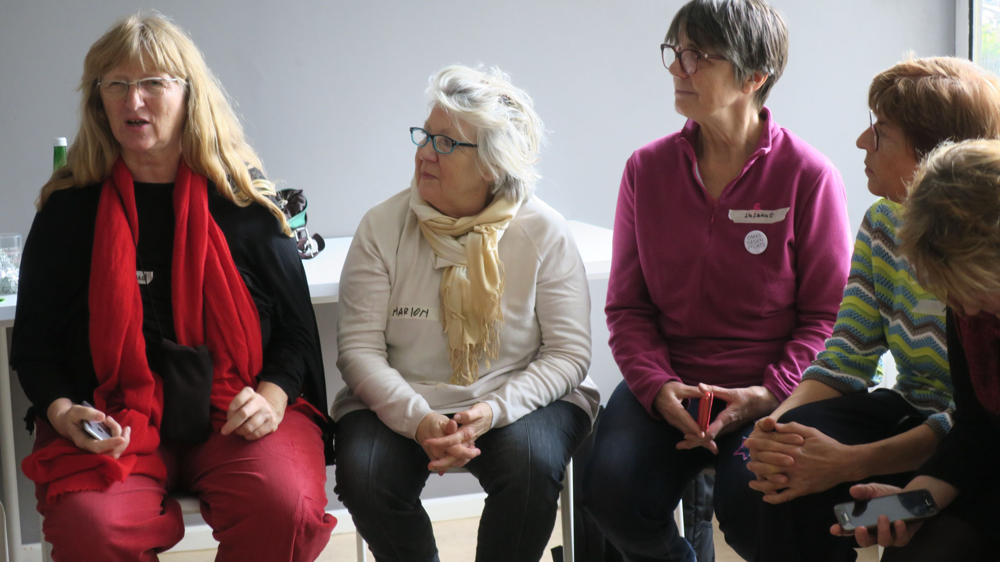 MARION
SUSANNE
OMAS
GEGEN
RECHTS